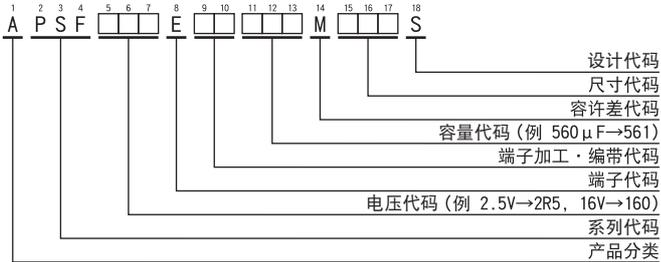 1 2 3 4 5 6 7 8 9 10 11 12 13 14 15 16 17 18
A P S F E M S
设计代码
尺寸代码
容许差代码
容量代码 (例 560μF→561)
端子加工・编带代码
端子代码
电压代码 (例 2.5V→2R5, 16V→160)
系列代码
产品分类